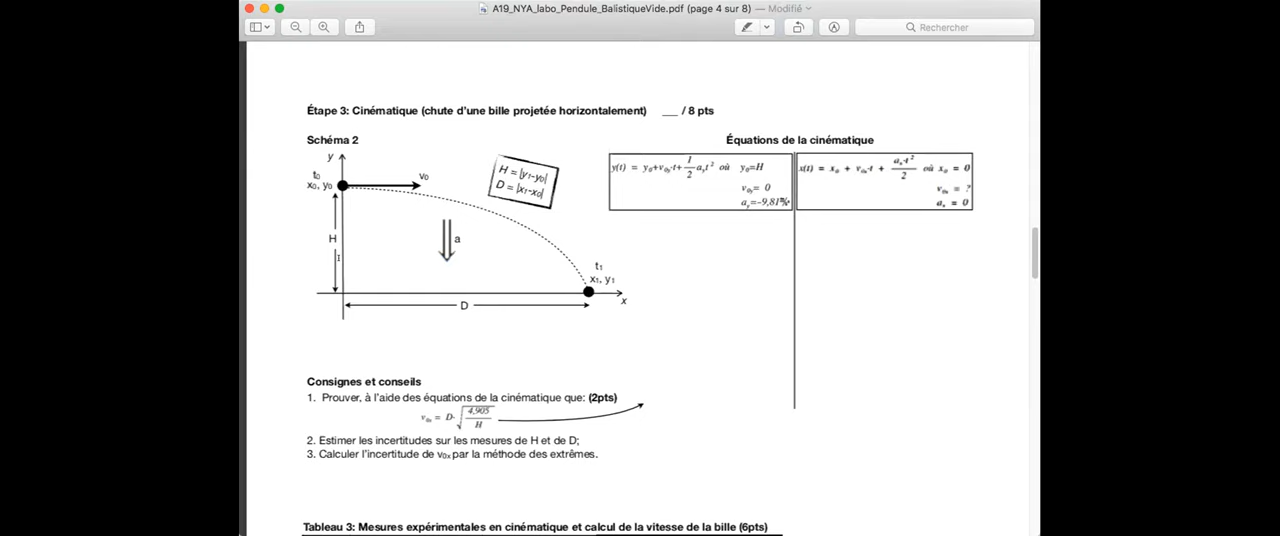 A19_NYA_labo_Pendule_BalistiqueVide.pdf (page 4 sur 8) — Modifié
Rechercher
Étape 3: Cinématique (chute d'une bille projetée horizontalement) ___ / 8 pts
Schéma 2
Équations de la cinématique
y
t0
x0, y0
v0
H = |y1-y0|
D = |x1-x0|
y(t) = y0+v0y·t+1/2 ayt² où y0=H
v0y= 0
ay=-9,81m/s²
x(t) = x0 + v0x·t + ax·t²/2 où x0 = 0
v0x = ?
ax = 0
H
a
t1
x1, y1
x
D
Consignes et conseils
1. Prouver, à l'aide des équations de la cinématique que: (2pts)
v0x = D·√(4,905/H)
2. Estimer les incertitudes sur les mesures de H et de D;
3. Calculer l'incertitude de v0x par la méthode des extrêmes.
Tableau 3: Mesures expérimentales en cinématique et calcul de la vitesse de la bille (6pts)